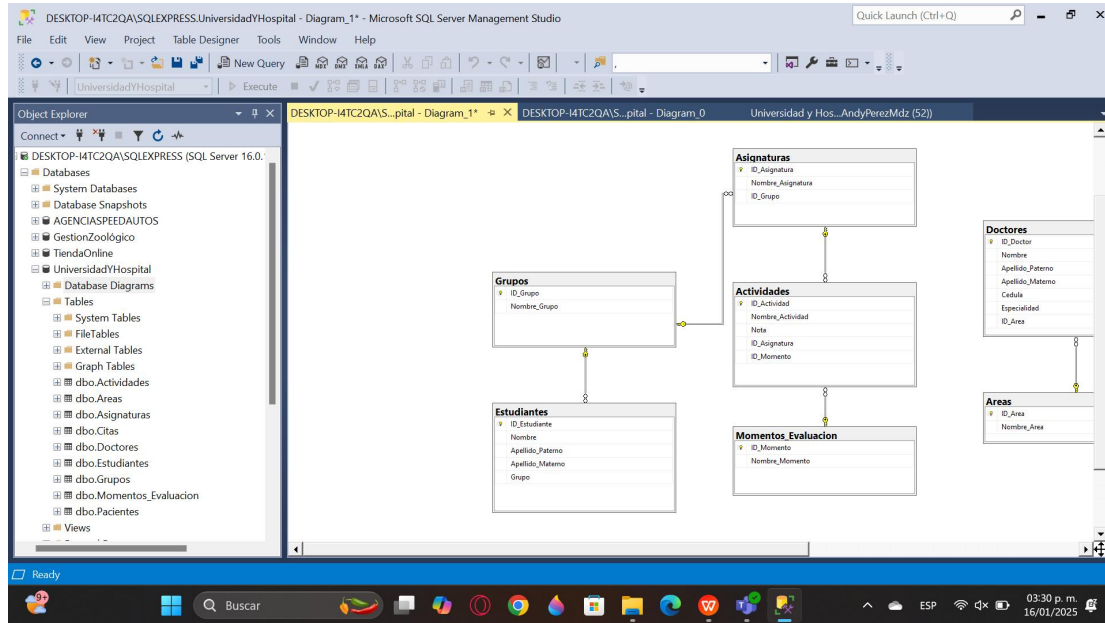 DESKTOP-I4TC2QA\SQLEXPRESS.UniversidadYHospital - Diagram_1* - Microsoft SQL Server Management Studio
Quick Launch (Ctrl+Q)
File Edit View Project Table Designer Tools Window Help
New Query
UniversidadYHospital
Execute
Object Explorer
DESKTOP-I4TC2QA\S...pital - Diagram_1*
DESKTOP-I4TC2QA\S...pital - Diagram_0
Universidad y Hos...AndyPerezMdz (52))
Connect
DESKTOP-I4TC2QA\SQLEXPRESS (SQL Server 16.0.
Databases
System Databases
Database Snapshots
AGENCIASPEEDAUTOS
GestionZoológico
TiendaOnline
UniversidadYHospital
Database Diagrams
Tables
System Tables
FileTables
External Tables
Graph Tables
dbo.Actividades
dbo.Areas
dbo.Asignaturas
dbo.Citas
dbo.Doctores
dbo.Estudiantes
dbo.Grupos
dbo.Momentos_Evaluacion
dbo.Pacientes
Views
Grupos
ID_Grupo
Nombre_Grupo
Estudiantes
ID_Estudiante
Nombre
Apellido_Paterno
Apellido_Materno
Grupo
Asignaturas
ID_Asignatura
Nombre_Asignatura
ID_Grupo
Actividades
ID_Actividad
Nombre_Actividad
Nota
ID_Asignatura
ID_Momento
Momentos_Evaluacion
ID_Momento
Nombre_Momento
Doctores
ID_Doctor
Nombre
Apellido_Paterno
Apellido_Materno
Cedula
Especialidad
ID_Area
Areas
ID_Area
Nombre_Area
Ready
9+
Buscar
ESP
03:30 p. m.
16/01/2025